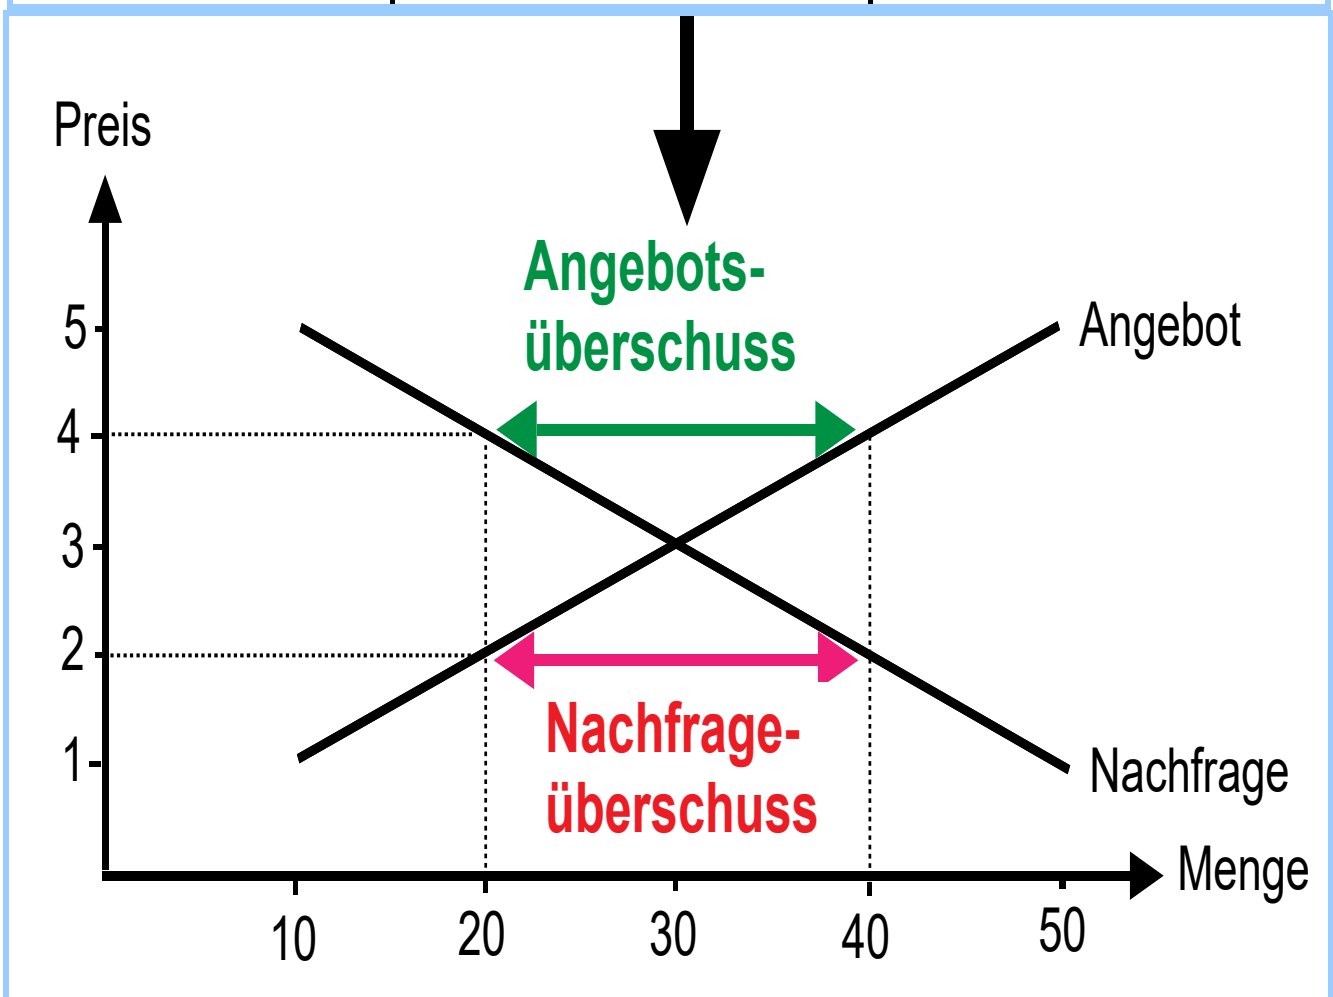 Preis
Angebots-
überschuss
5
Angebot
4
3
2
Nachfrage-
überschuss
1
Nachfrage
Menge
10
20
30
40
50